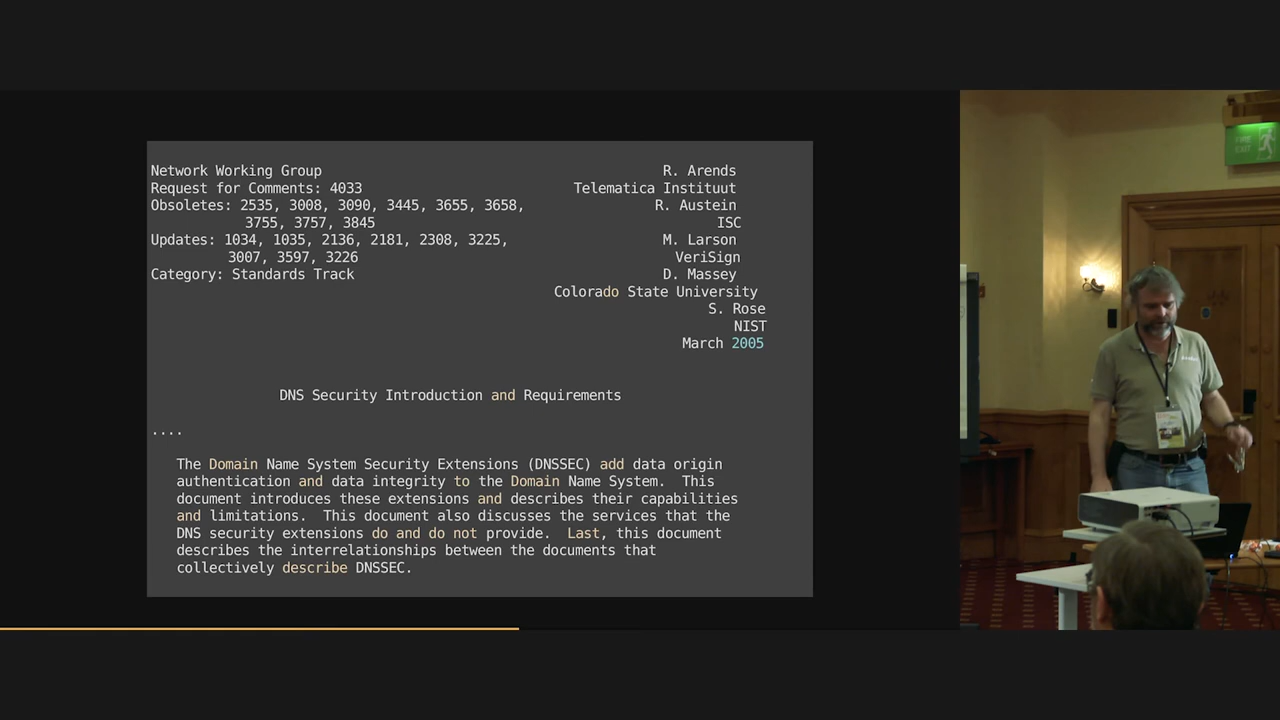 Network Working Group R. Arends
Request for Comments: 4033 Telematica Instituut
Obsoletes: 2535, 3008, 3090, 3445, 3655, 3658, R. Austein
3755, 3757, 3845 ISC
Updates: 1034, 1035, 2136, 2181, 2308, 3225, M. Larson
3007, 3597, 3226 VeriSign
Category: Standards Track D. Massey
Colorado State University
S. Rose
NIST
March 2005
DNS Security Introduction and Requirements
....
The Domain Name System Security Extensions (DNSSEC) add data origin
authentication and data integrity to the Domain Name System. This
document introduces these extensions and describes their capabilities
and limitations. This document also discusses the services that the
DNS security extensions do and do not provide. Last, this document
describes the interrelationships between the documents that
collectively describe DNSSEC.
FIRE
EXIT